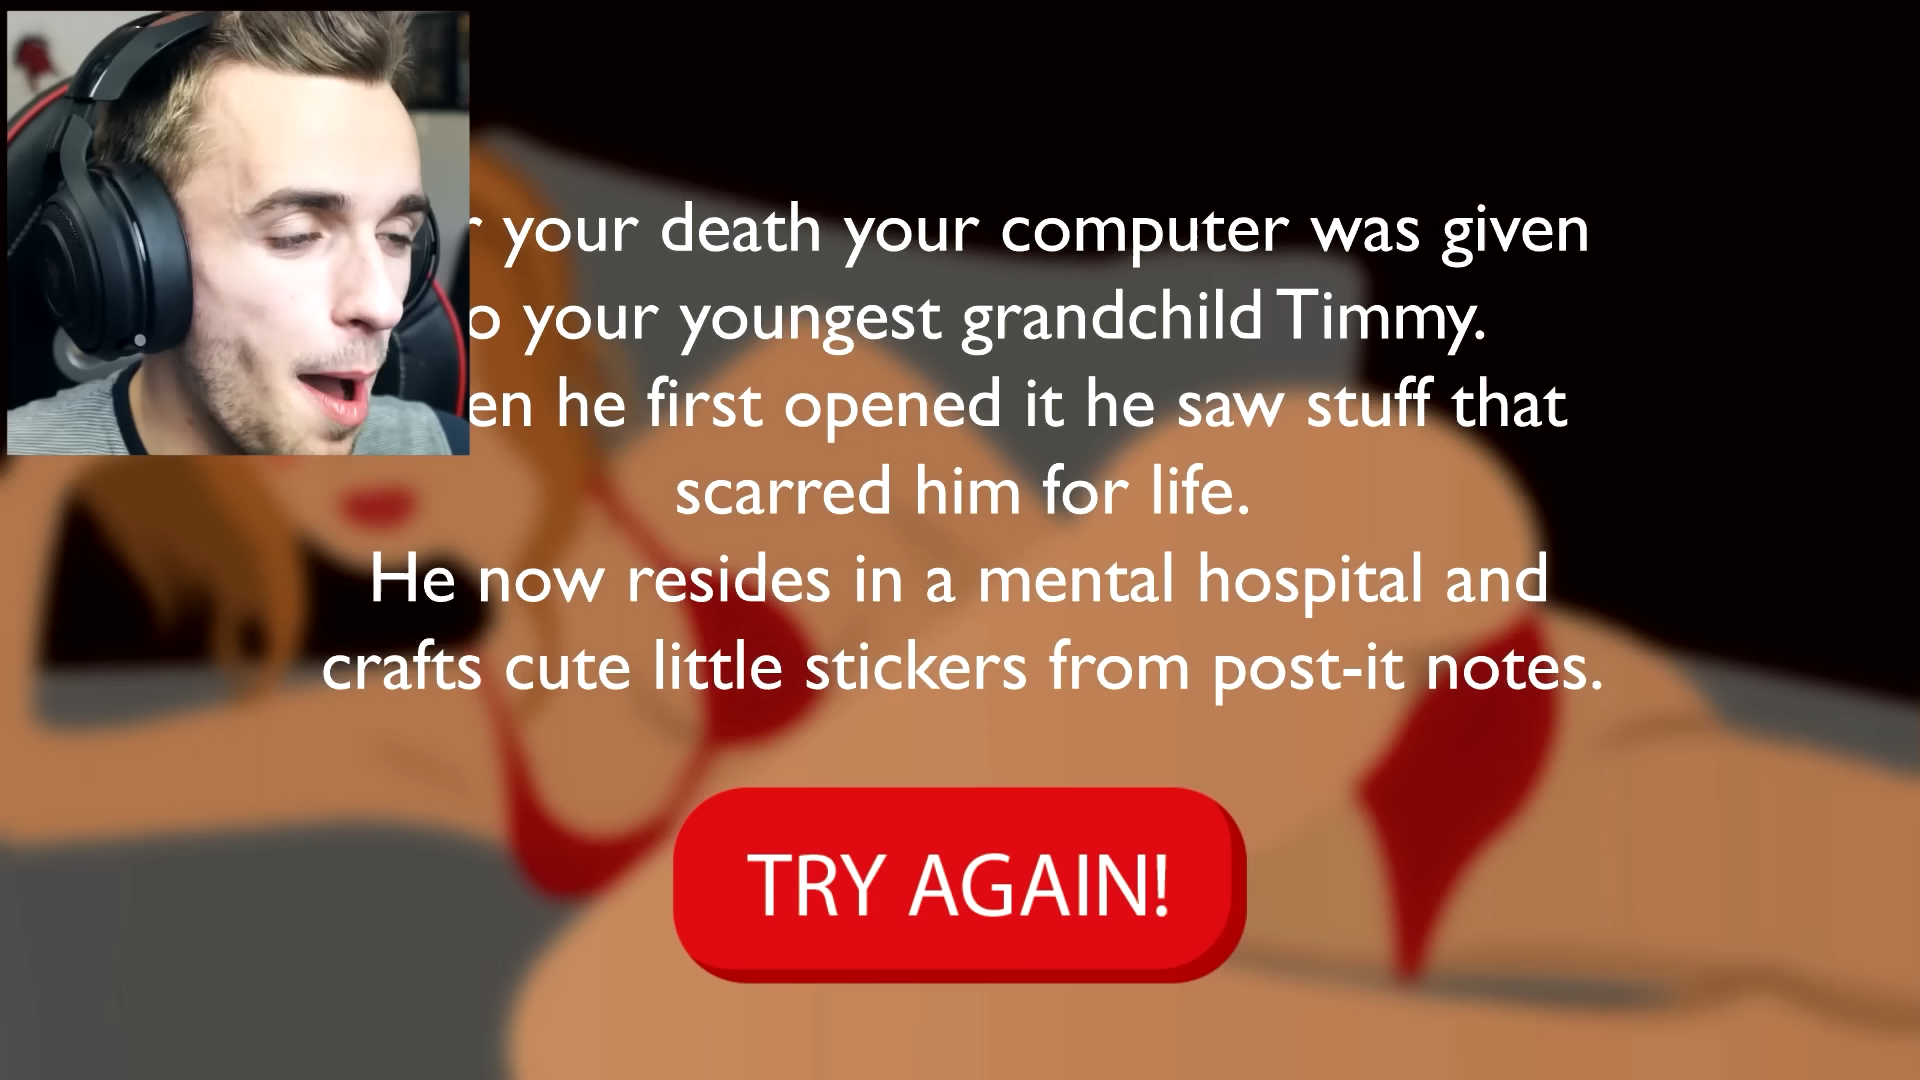 your death your computer was given
your youngest grandchild Timmy.
he first opened it he saw stuff that
scarred him for life.
He now resides in a mental hospital and
crafts cute little stickers from post-it notes.
TRY AGAIN!